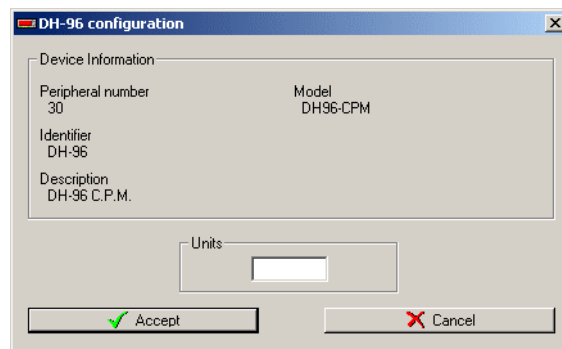 DH-96 configuration
Device Information
Peripheral number
30
Model
DH96-CPM
Identifier
DH-96
Description
DH-96 C.P.M.
Units
Accept
Cancel